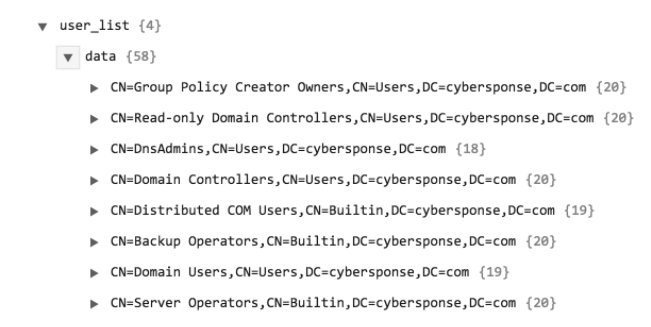 ▼ user_list {4}
▼ data {58}
▶ CN=Group Policy Creator Owners,CN=Users,DC=cybersponse,DC=com {20}
▶ CN=Read-only Domain Controllers,CN=Users,DC=cybersponse,DC=com {20}
▶ CN=DnsAdmins,CN=Users,DC=cybersponse,DC=com {18}
▶ CN=Domain Controllers,CN=Users,DC=cybersponse,DC=com {20}
▶ CN=Distributed COM Users,CN=Builtin,DC=cybersponse,DC=com {19}
▶ CN=Backup Operators,CN=Builtin,DC=cybersponse,DC=com {20}
▶ CN=Domain Users,CN=Users,DC=cybersponse,DC=com {19}
▶ CN=Server Operators,CN=Builtin,DC=cybersponse,DC=com {20}